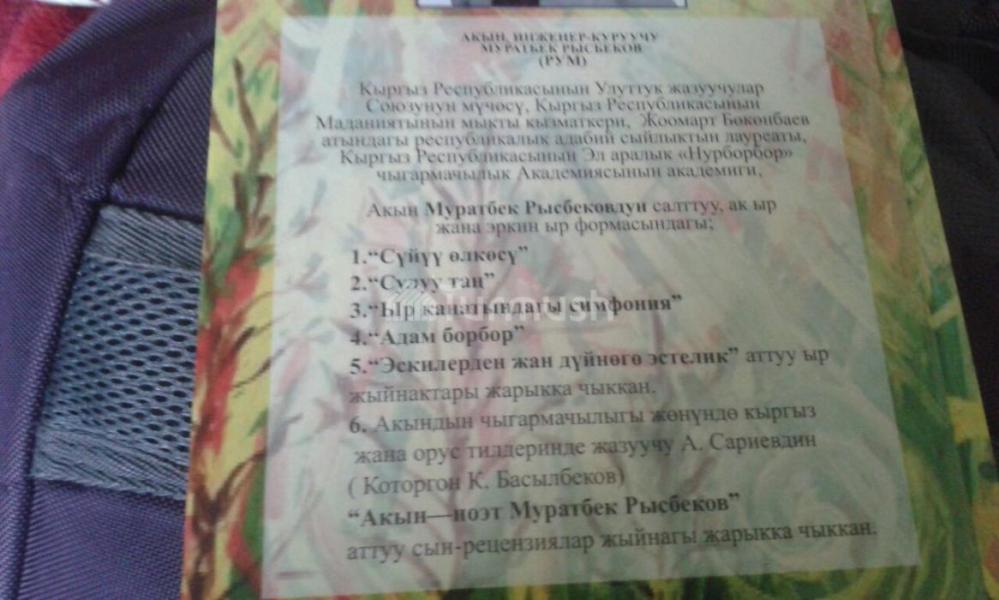 АКЫН, ИНЖЕНЕР-КУРУУЧУ
МУРАТБЕК РЫСБЕКОВ
(РУМ)
Кыргыз Республикасынын Улуттук жазуучулар
Союзунун мүчөсү, Кыргыз Республикасынын
Маданиятынын мыкты кызматкери, Жоомарт Бөкөнбаев
атындагы республикалык адабий сыйлыктын лауреаты,
Кыргыз Республикасынын Эл аралык «Нурборбор»
чыгармачылык Академиясынын академиги,
Акын Муратбек Рысбековдун салттуу, ак ыр
жана эркин ыр формасындагы;
1.“Сүйүү өлкөсү”
2.“Сулуу таң”
3.“Ыр канатындагы симфония”
4.“Адам борбор”
5.“Эскилерден жан дүйнөгө эстелик” аттуу ыр
жыйнактары жарыкка чыккан.
6. Акындын чыгармачылыгы жөнүндө кыргыз
жана орус тилдеринде жазуучу А. Сариевдин
( Которгон К. Басылбеков)
“Акын—поэт Муратбек Рысбеков”
аттуу сын-рецензиялар жыйнагы жарыкка чыккан.